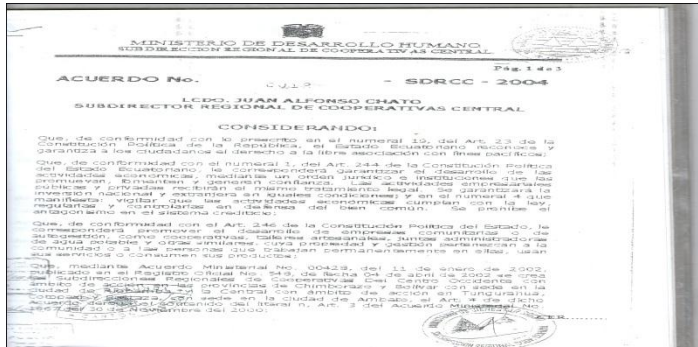 MINISTERIO DE DESARROLLO HUMANO
SUBDIRECCION REGIONAL DE COOPERATIVAS CENTRAL
Pág. 1 de 3
ACUERDO No. - SDRCC - 2004
LCDO. JUAN ALFONSO CHATO
SUBDIRECTOR REGIONAL DE COOPERATIVAS CENTRAL
CONSIDERANDO:
Que, de conformidad con lo prescrito en el numeral 19, del Art. 23 de la
Constitución Política de la República, el Estado Ecuatoriano reconoce y
garantiza a los ciudadanos el derecho a la libre asociación con fines pacíficos;
Que, de conformidad con el numeral 1, del Art. 244 de la Constitución Política
del Estado Ecuatoriano, le corresponderá garantizar el desarrollo de las
actividades económicas, mediante un orden jurídico e instituciones que las
promuevan, fomenten y generen confianza. Las actividades empresariales
públicas y privadas recibirán el mismo tratamiento legal. Se garantizará la
inversión nacional y extranjera en iguales condiciones; y en el numeral 4 que
manifiesta: vigilar que las actividades económicas cumplan con la ley,
regularlas y controlarlas en defensa del bien común. Se prohíbe el
antagonismo en el sistema crediticio;
Que, de conformidad con el Art. 246 de la Constitución Política del Estado, le
corresponderá promover el desarrollo de empresas comunitarias o de
autogestión, como cooperativas, talleres artesanales, juntas administradoras
de agua potable y otras similares, cuya propiedad y gestión pertenezcan a la
comunidad o a las personas que trabajan permanentemente en ellas, usan
sus servicios o consumen sus productos;
Que, mediante Acuerdo Ministerial No. 00429, del 11 de enero de 2002,
publicado en el Registro Oficial No. 549, de fecha 04 de abril de 2002 se crea
las Subdirecciones Regionales de Cooperativas Del Centro Occidente con
ámbito de acción en las provincias de Chimborazo y Bolívar con sede en la
ciudad de Riobamba y la Central con ámbito de acción en Tungurahua,
Cotopaxi y Pastaza, con sede en la ciudad de Ambato, el Art. 4 de dicho
Acuerdo contenido del literal n, Art. 3 del Acuerdo Ministerial No.
del 30 de Noviembre del 2000;